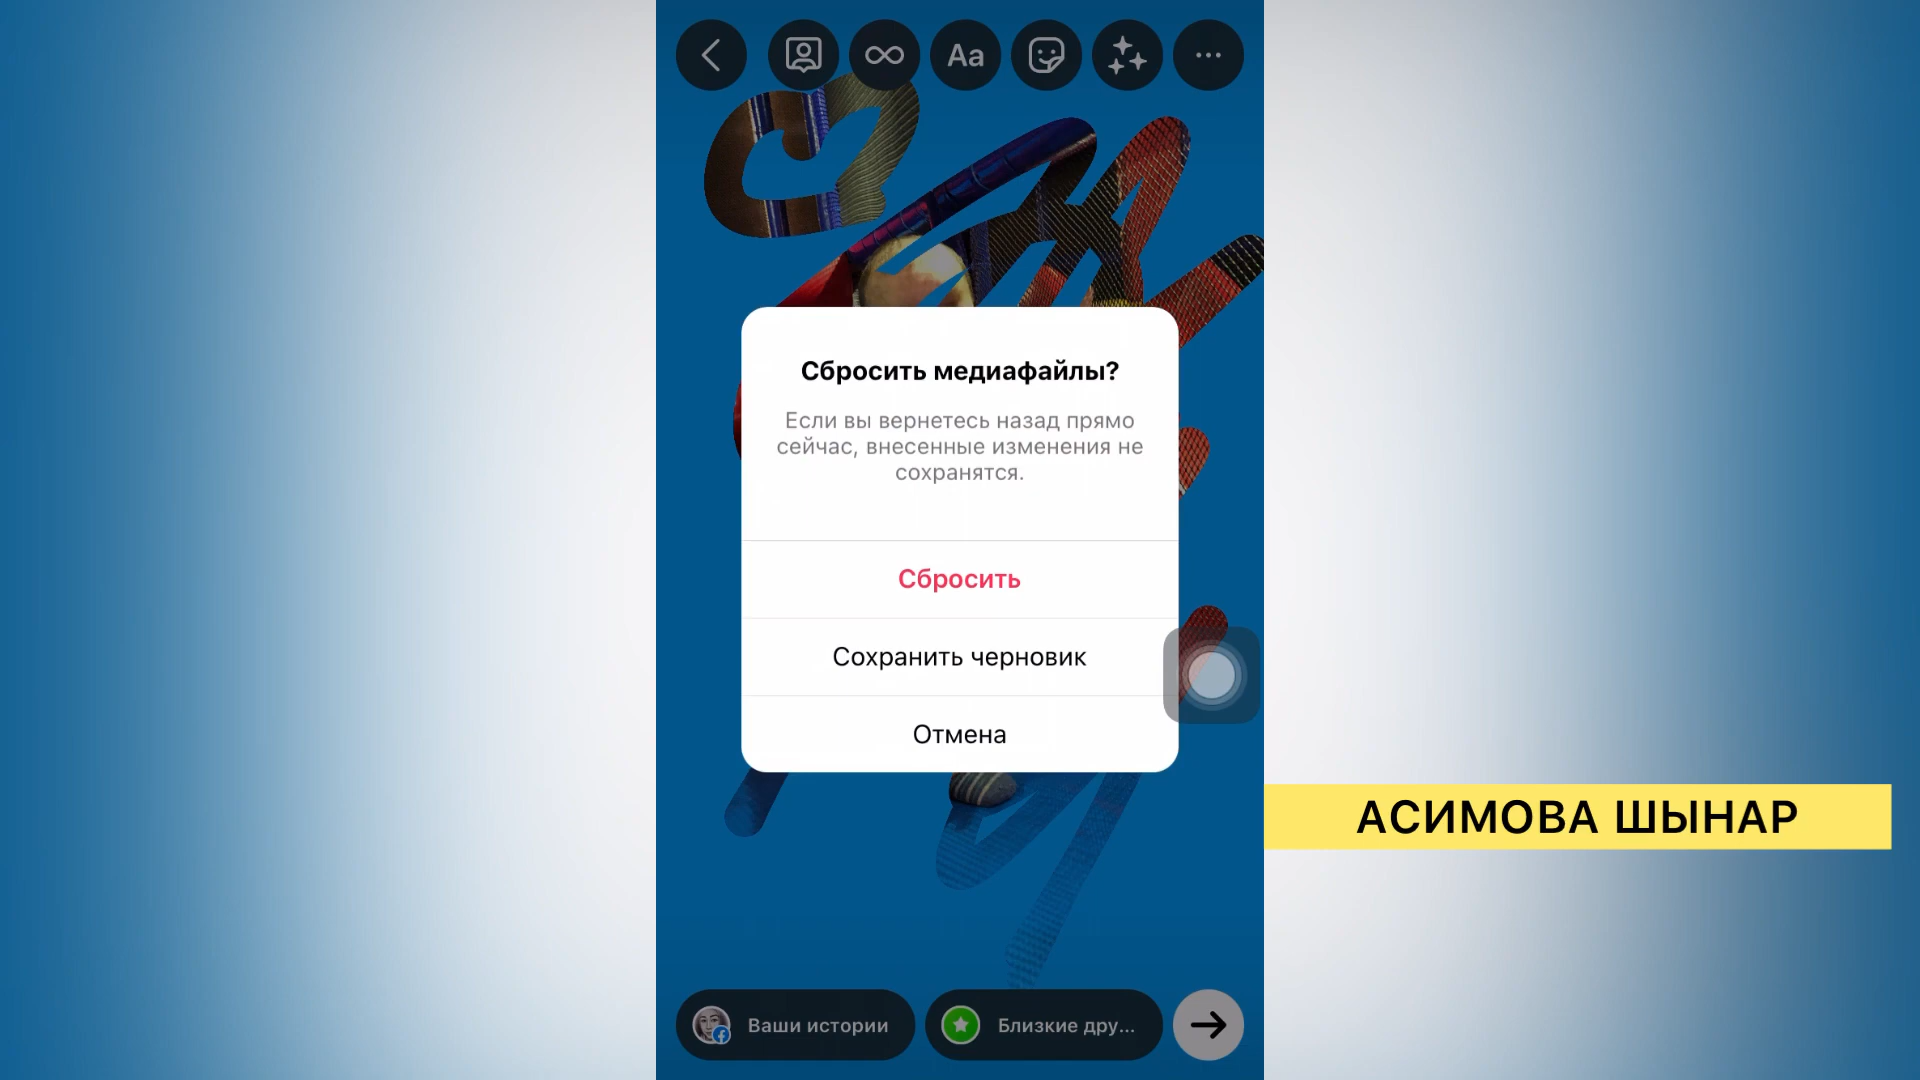 Aa
Сбросить медиафайлы?
Если вы вернетесь назад прямо
сейчас, внесенные изменения не
сохранятся.
Сбросить
Сохранить черновик
Отмена
АСИМОВА ШЫНАР
Ваши истории
Близкие дру...